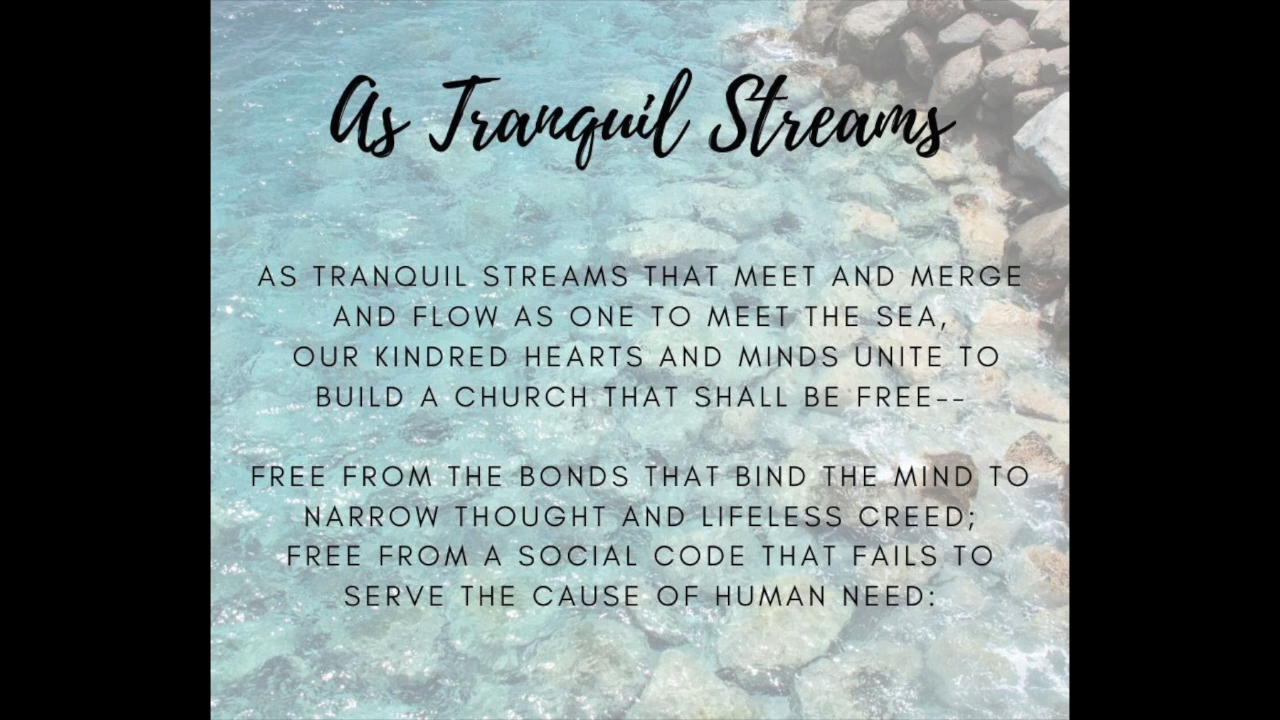 As Tranquil Streams
AS TRANQUIL STREAMS THAT MEET AND MERGE
AND FLOW AS ONE TO MEET THE SEA,
OUR KINDRED HEARTS AND MINDS UNITE TO
BUILD A CHURCH THAT SHALL BE FREE--
FREE FROM THE BONDS THAT BIND THE MIND TO
NARROW THOUGHT AND LIFELESS CREED;
FREE FROM A SOCIAL CODE THAT FAILS TO
SERVE THE CAUSE OF HUMAN NEED: